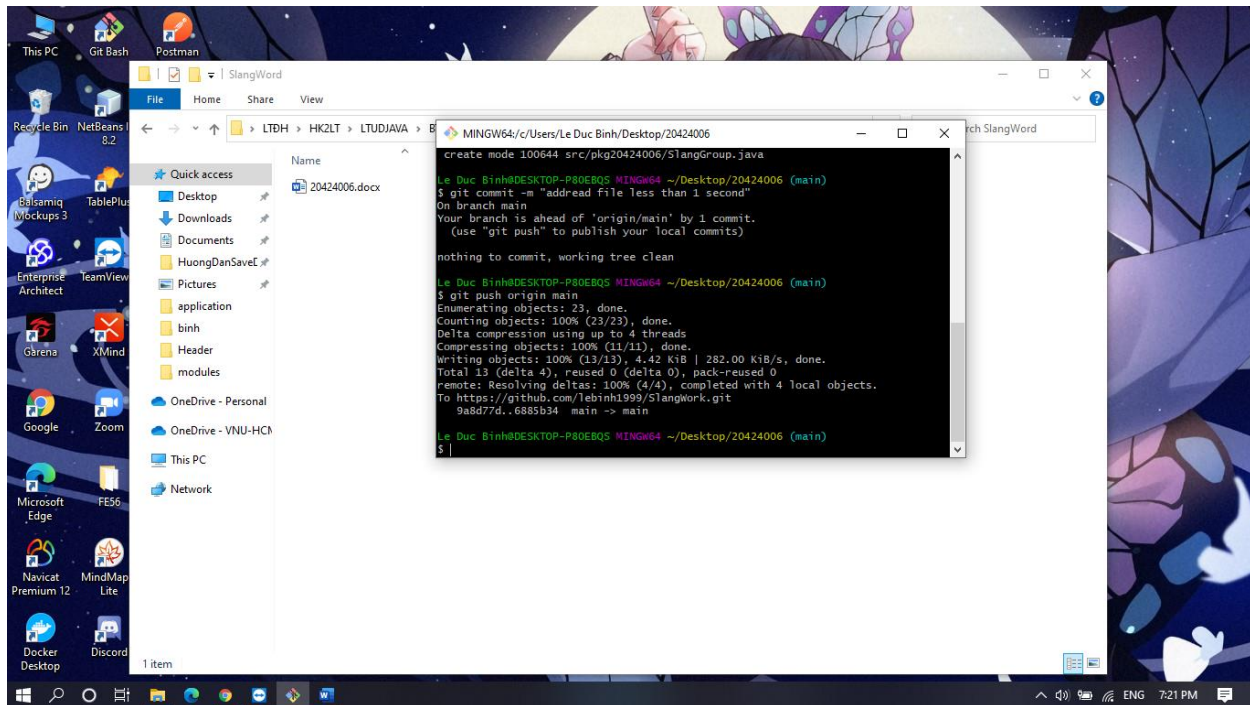 This PC
Git Bash
Postman
Recycle Bin
NetBeans I
8.2
Balsamiq
Mockups 3
TablePlus
Enterprise
Architect
TeamView
Garena
XMind
Google
Zoom
Microsoft
Edge
FE56
Navicat
Premium 12
MindMap
Lite
Docker
Desktop
Discord
SlangWord
File Home Share View
LTĐH > HK2LT > LTUDJAVA > B
rch SlangWord
Quick access
Desktop
Downloads
Documents
HuongDanSaveE
Pictures
application
binh
Header
modules
OneDrive - Personal
OneDrive - VNU-HCM
This PC
Network
Name
20424006.docx
1 item
MINGW64:/c/Users/Le Duc Binh/Desktop/20424006
create mode 100644 src/pkg20424006/SlangGroup.java
Le Duc Binh@DESKTOP-P8OEBQS MINGW64 ~/Desktop/20424006 (main)
$ git commit -m "addread file less than 1 second"
On branch main
Your branch is ahead of 'origin/main' by 1 commit.
(use "git push" to publish your local commits)
nothing to commit, working tree clean
Le Duc Binh@DESKTOP-P8OEBQS MINGW64 ~/Desktop/20424006 (main)
$ git push origin main
Enumerating objects: 23, done.
Counting objects: 100% (23/23), done.
Delta compression using up to 4 threads
Compressing objects: 100% (11/11), done.
Writing objects: 100% (13/13), 4.42 KiB | 282.00 KiB/s, done.
Total 13 (delta 4), reused 0 (delta 0), pack-reused 0
remote: Resolving deltas: 100% (4/4), completed with 4 local objects.
To https://github.com/lebinh1999/SlangWork.git
9a8d77d..6885b34 main -> main
Le Duc Binh@DESKTOP-P8OEBQS MINGW64 ~/Desktop/20424006 (main)
$
ENG 7:21 PM